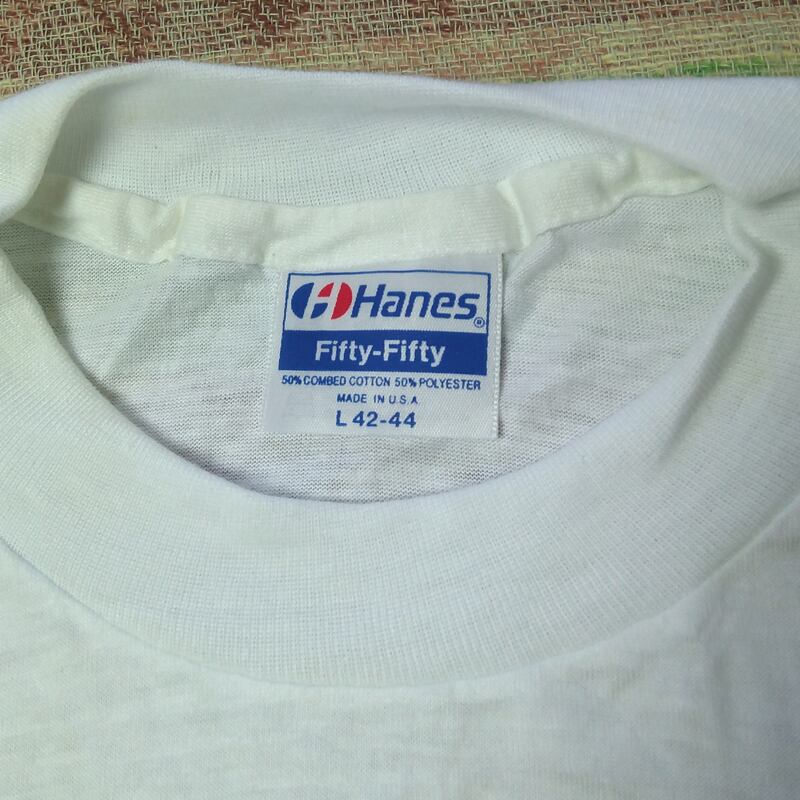 Hanes®
Fifty-Fifty
50% COMBED COTTON 50% POLYESTER
MADE IN U.S.A
L 42-44